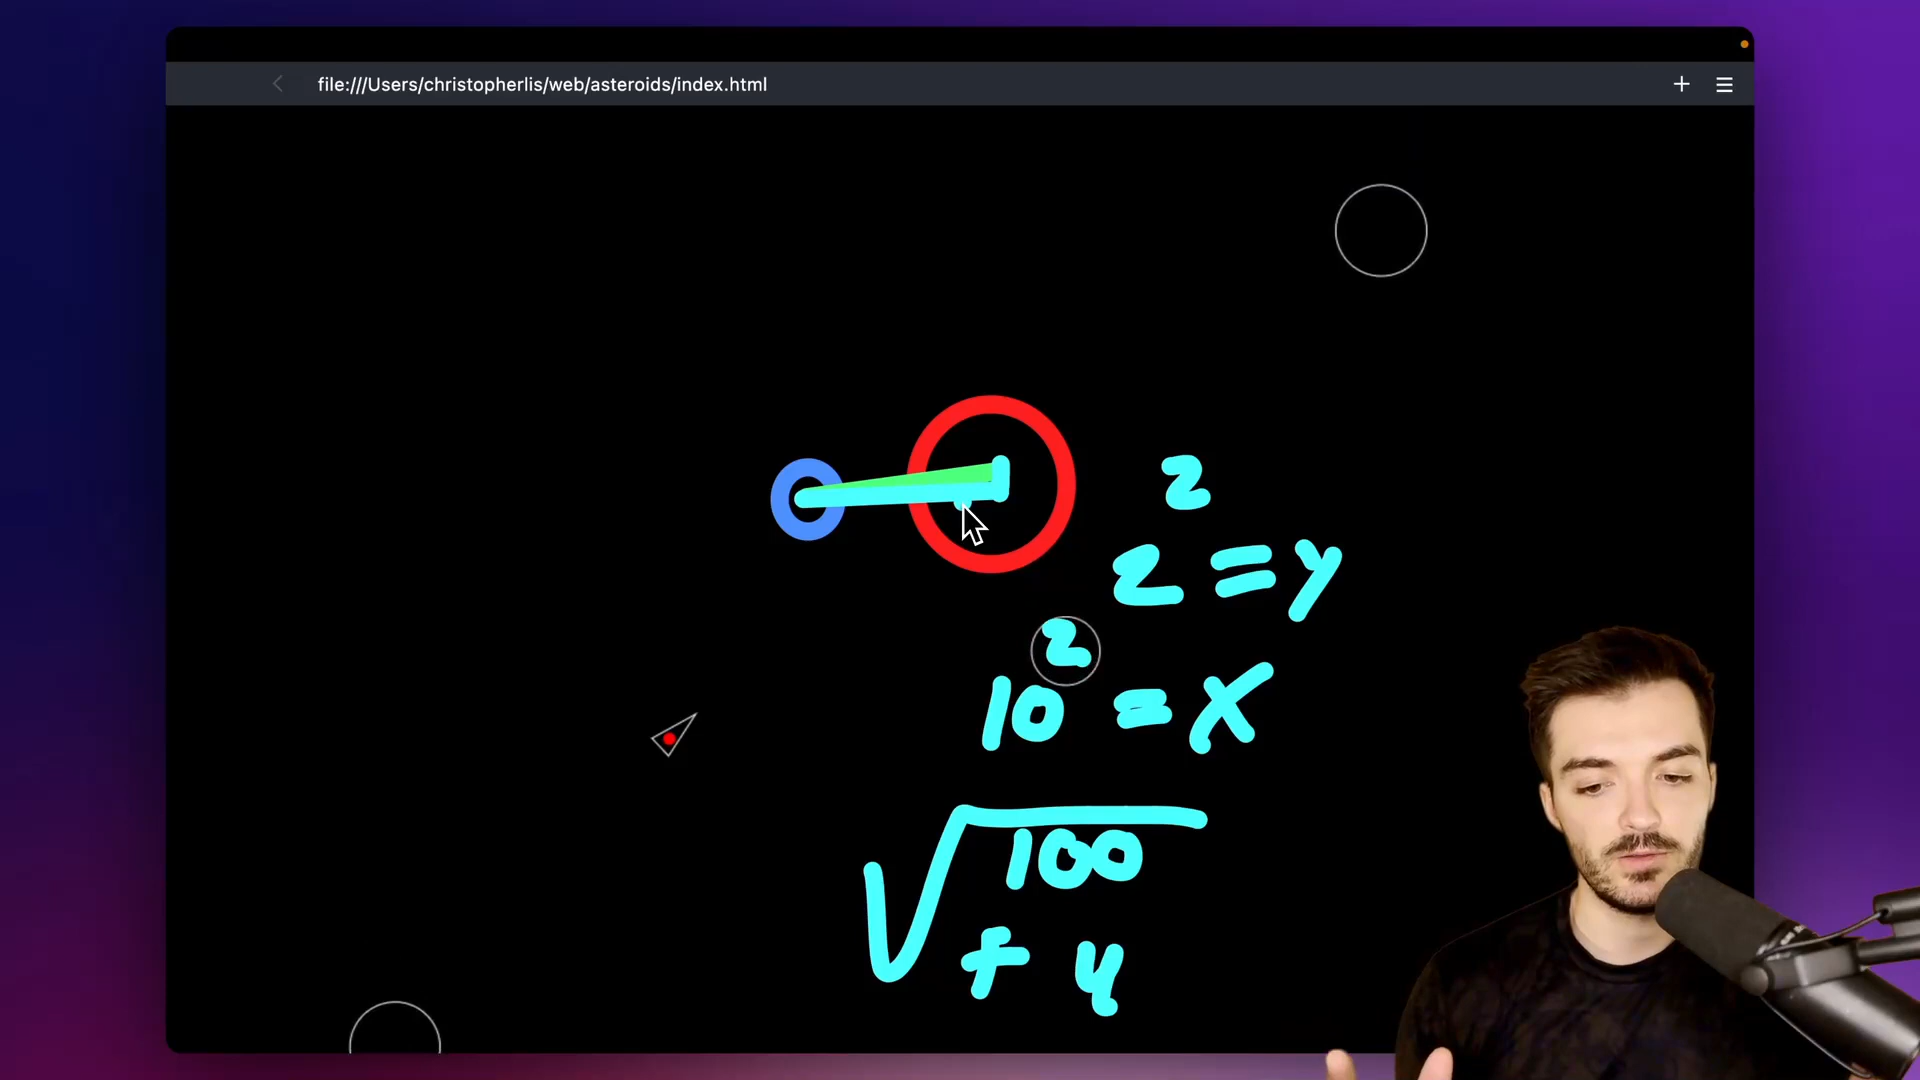 file:///Users/christopherlis/web/asteroids/index.html
2
2 = y
2
10 = x
√100
+ 4